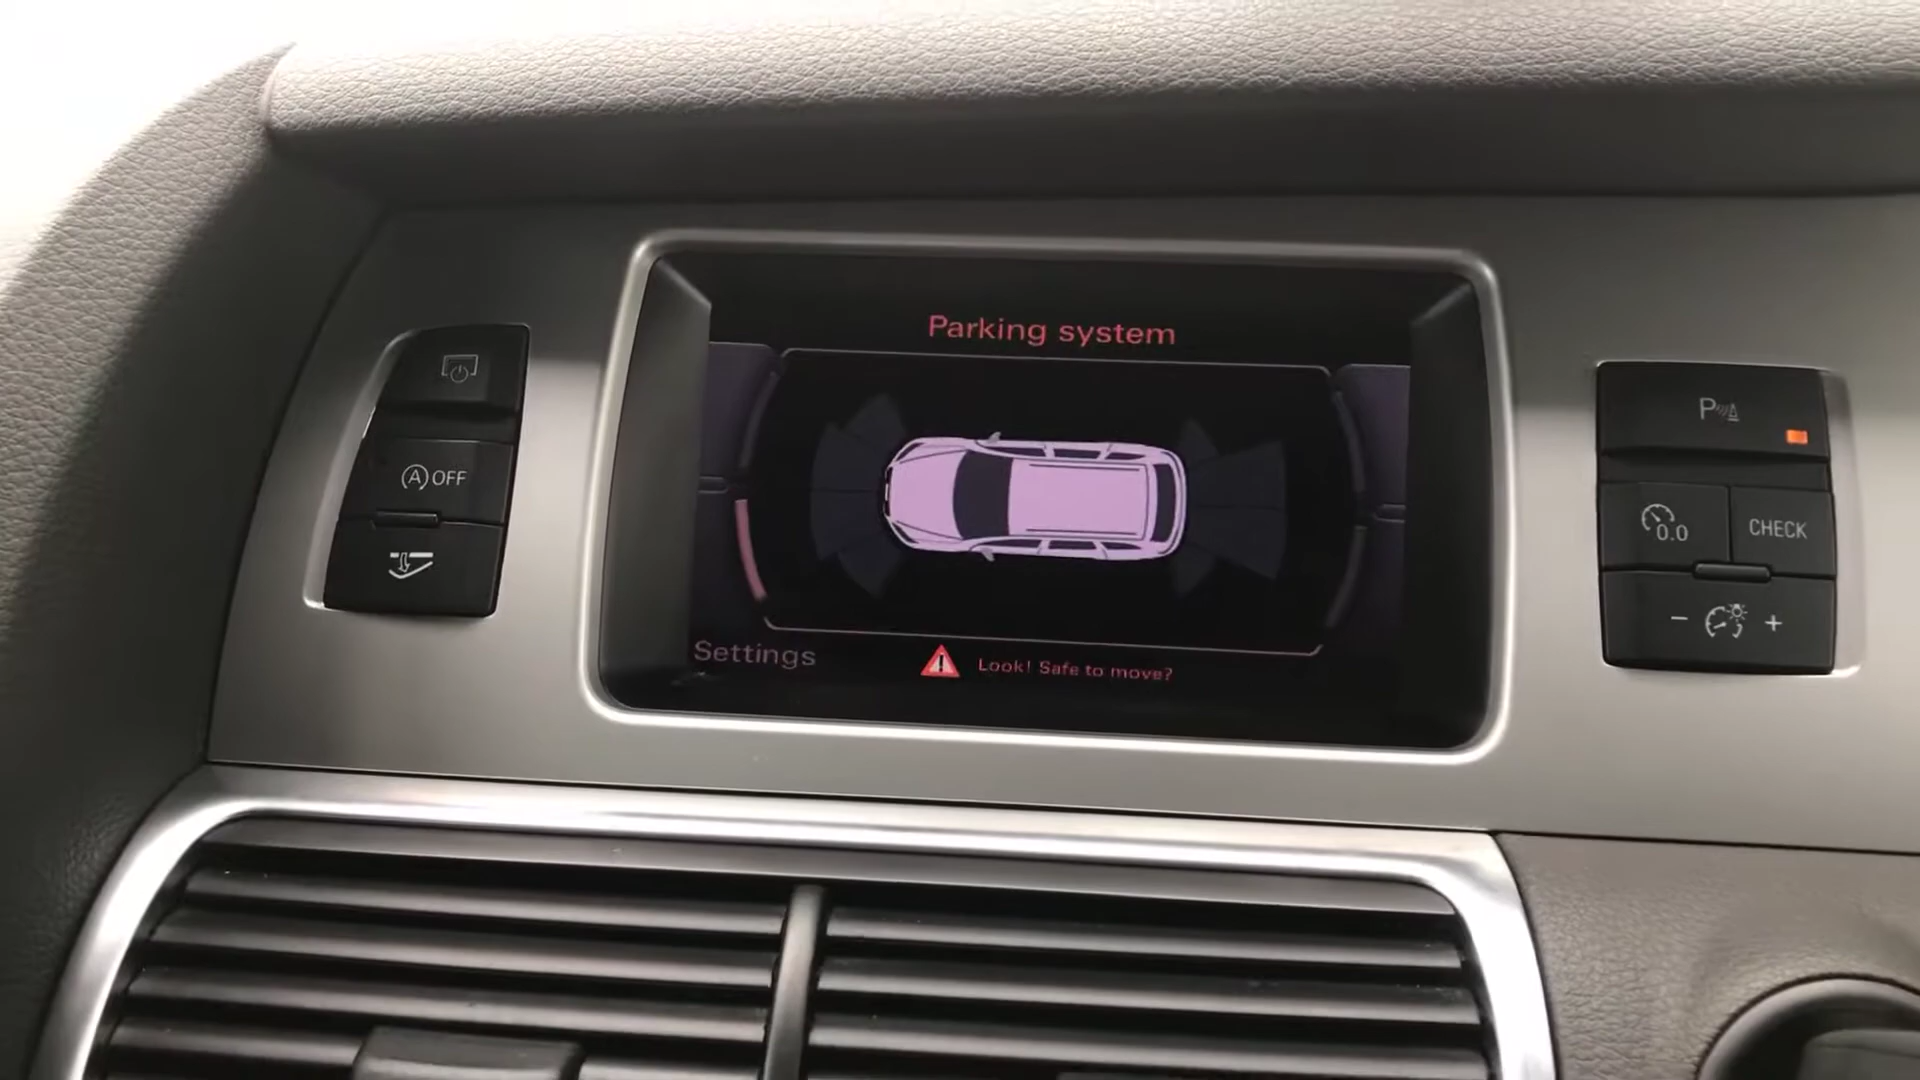 Parking system
Settings
Look! Safe to move?
A OFF
P
0.0
CHECK
- +